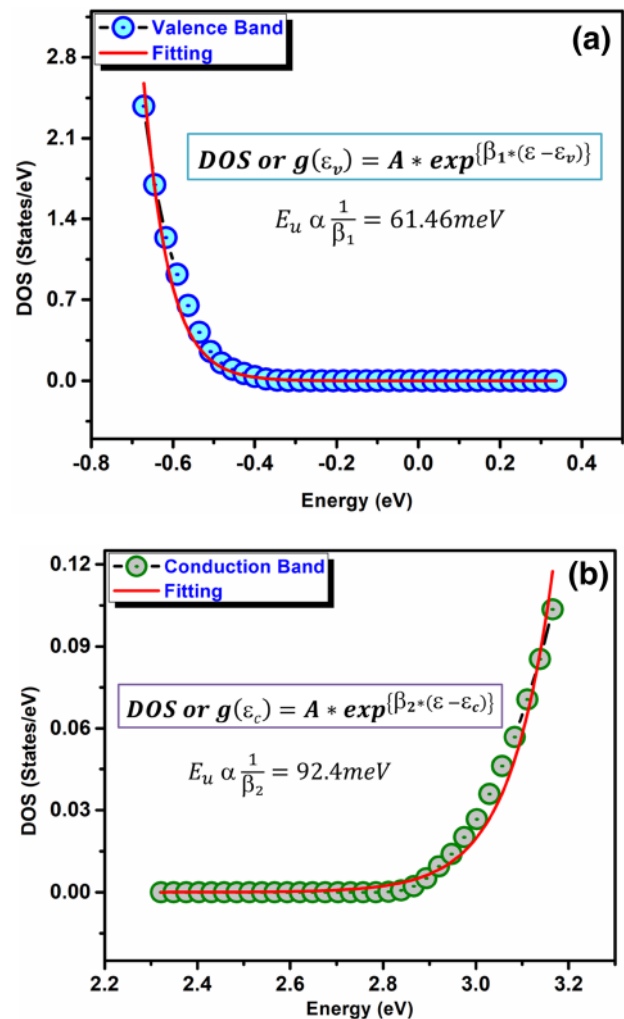 (a)
Valence Band
Fitting
DOS or g(εᵥ) = A * exp^{β₁*(ε −εᵥ)}
E_u α 1/β₁ = 61.46meV
DOS (States/eV)
2.8
2.1
1.4
0.7
0.0
-0.8 -0.6 -0.4 -0.2 0.0 0.2 0.4
Energy (eV)
(b)
Conduction Band
Fitting
DOS or g(ε_c) = A * exp^{β₂*(ε −ε_c)}
E_u α 1/β₂ = 92.4meV
DOS (States/eV)
0.12
0.09
0.06
0.03
0.00
2.2 2.4 2.6 2.8 3.0 3.2
Energy (eV)